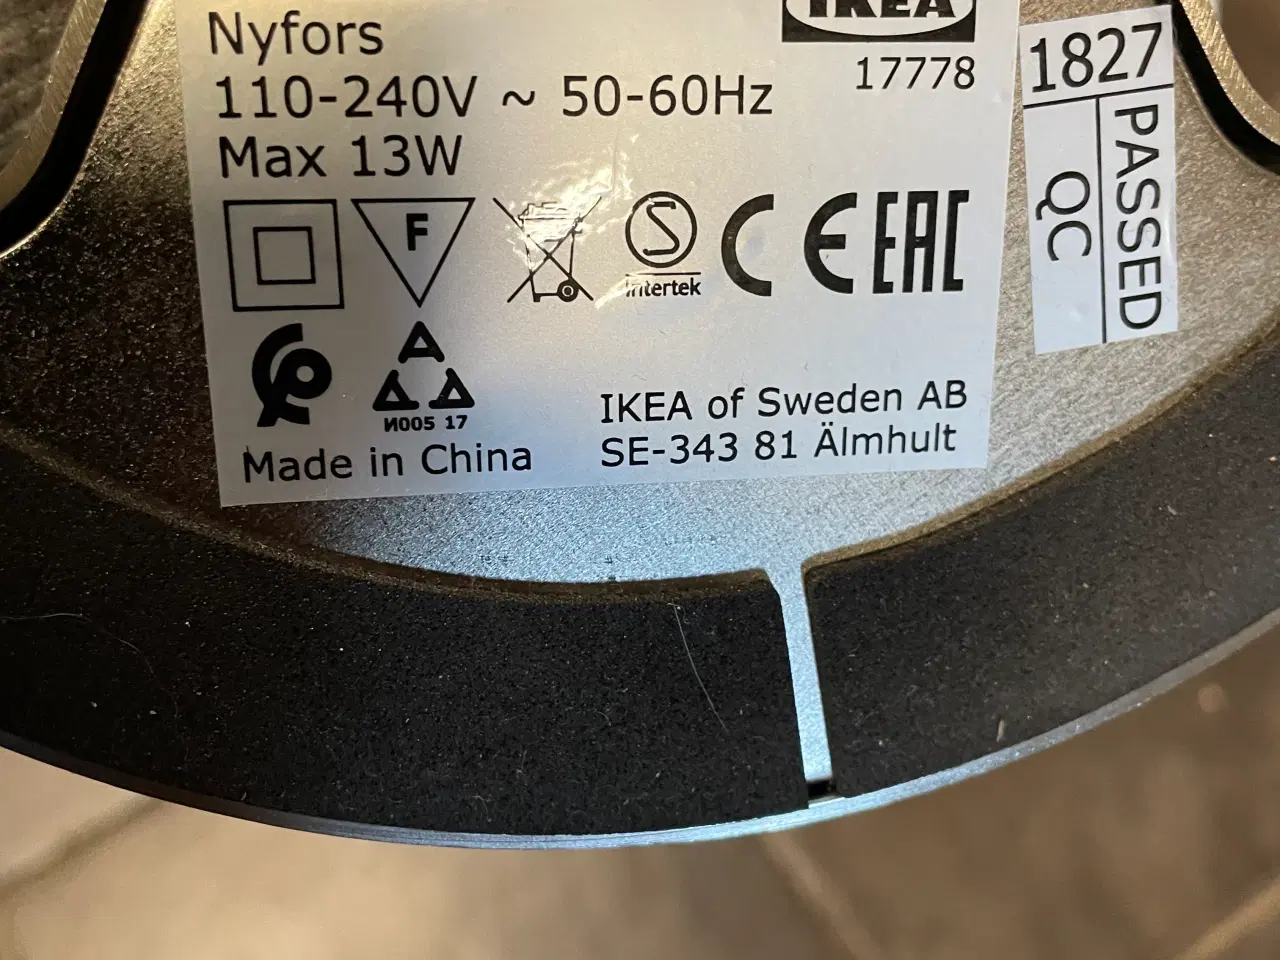 Nyfors
IKEA
110-240V ~ 50-60Hz
17778
Max 13W
F
S
Intertek
CE
EAC
A
И005 17
Made in China
IKEA of Sweden AB
SE-343 81 Älmhult
1827
QC
PASSED